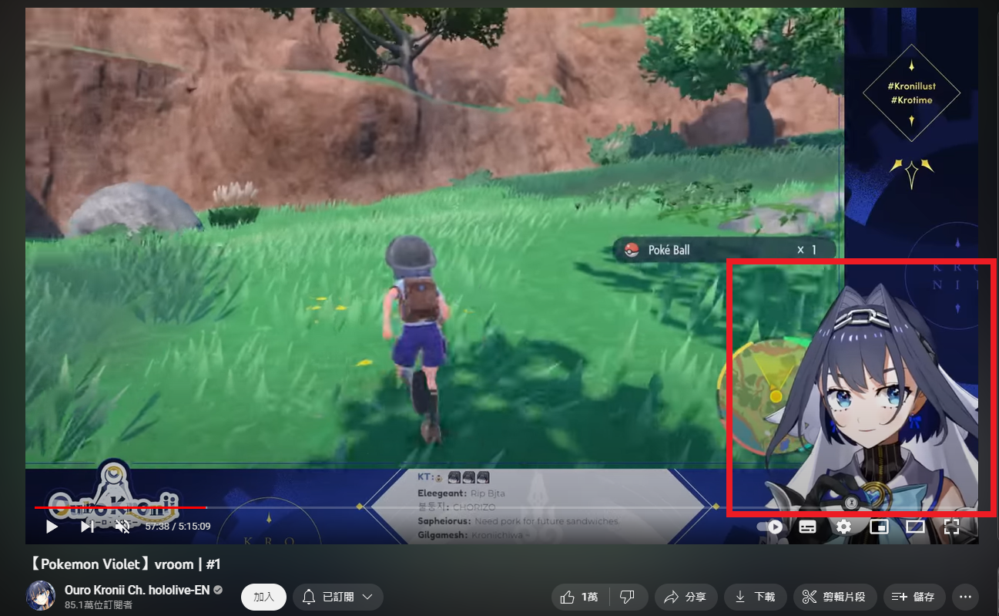 #Kronillust
#Krotime
Poké Ball × 1
K R O
N I I
KT:
Eleegeant: Rip Bjta
불둥지: CHORIZO
Sapheiorus: Need pork for future sandwiches
Gilgamesh: Kroniichiwa ~
Ouro Kronii
K R O
57:38 / 5:15:09
【Pokemon Violet】vroom | #1
Ouro Kronii Ch. hololive-EN
85.1萬位訂閱者
加入
已訂閱
1萬
分享
下載
剪輯片段
儲存